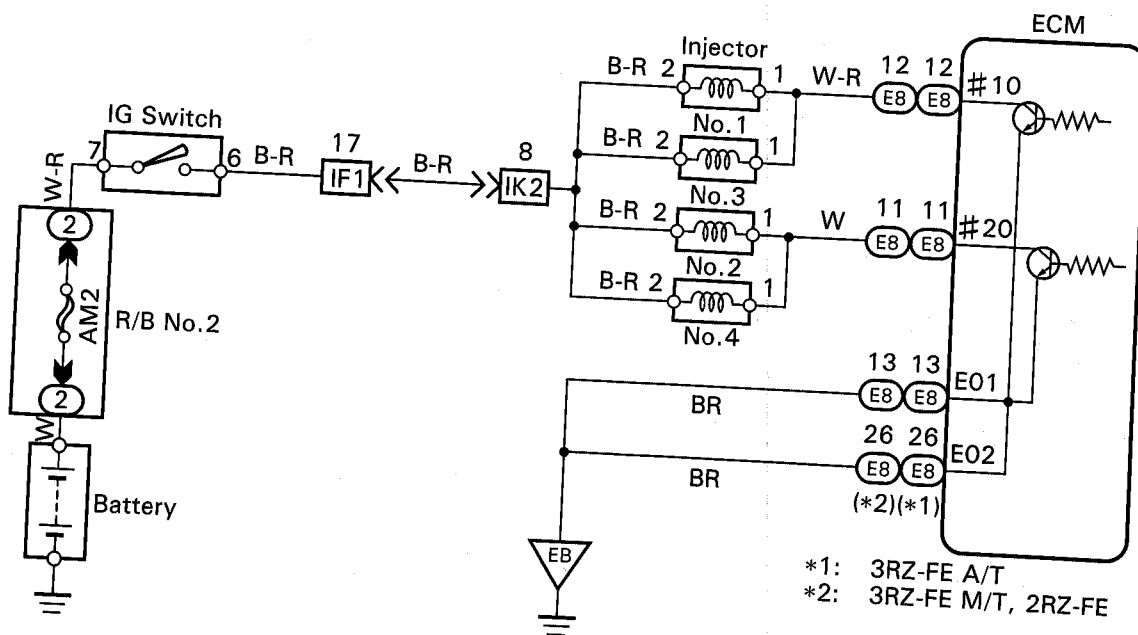 ECM
Injector
B-R 2 1 W-R 12 12 #10
E8 E8
No.1
B-R 2 1
No.3
B-R 2 1 W 11 11 #20
E8 E8
No.2
B-R 2 1
No.4
IG Switch
7 6 B-R 17 B-R 8
IF1 IK2
W-R
2
AM2
R/B No.2
2
W
Battery
13 13 E01
BR E8 E8
26 26 E02
BR E8 E8
(*2)(*1)
EB
*1: 3RZ-FE A/T
*2: 3RZ-FE M/T, 2RZ-FE